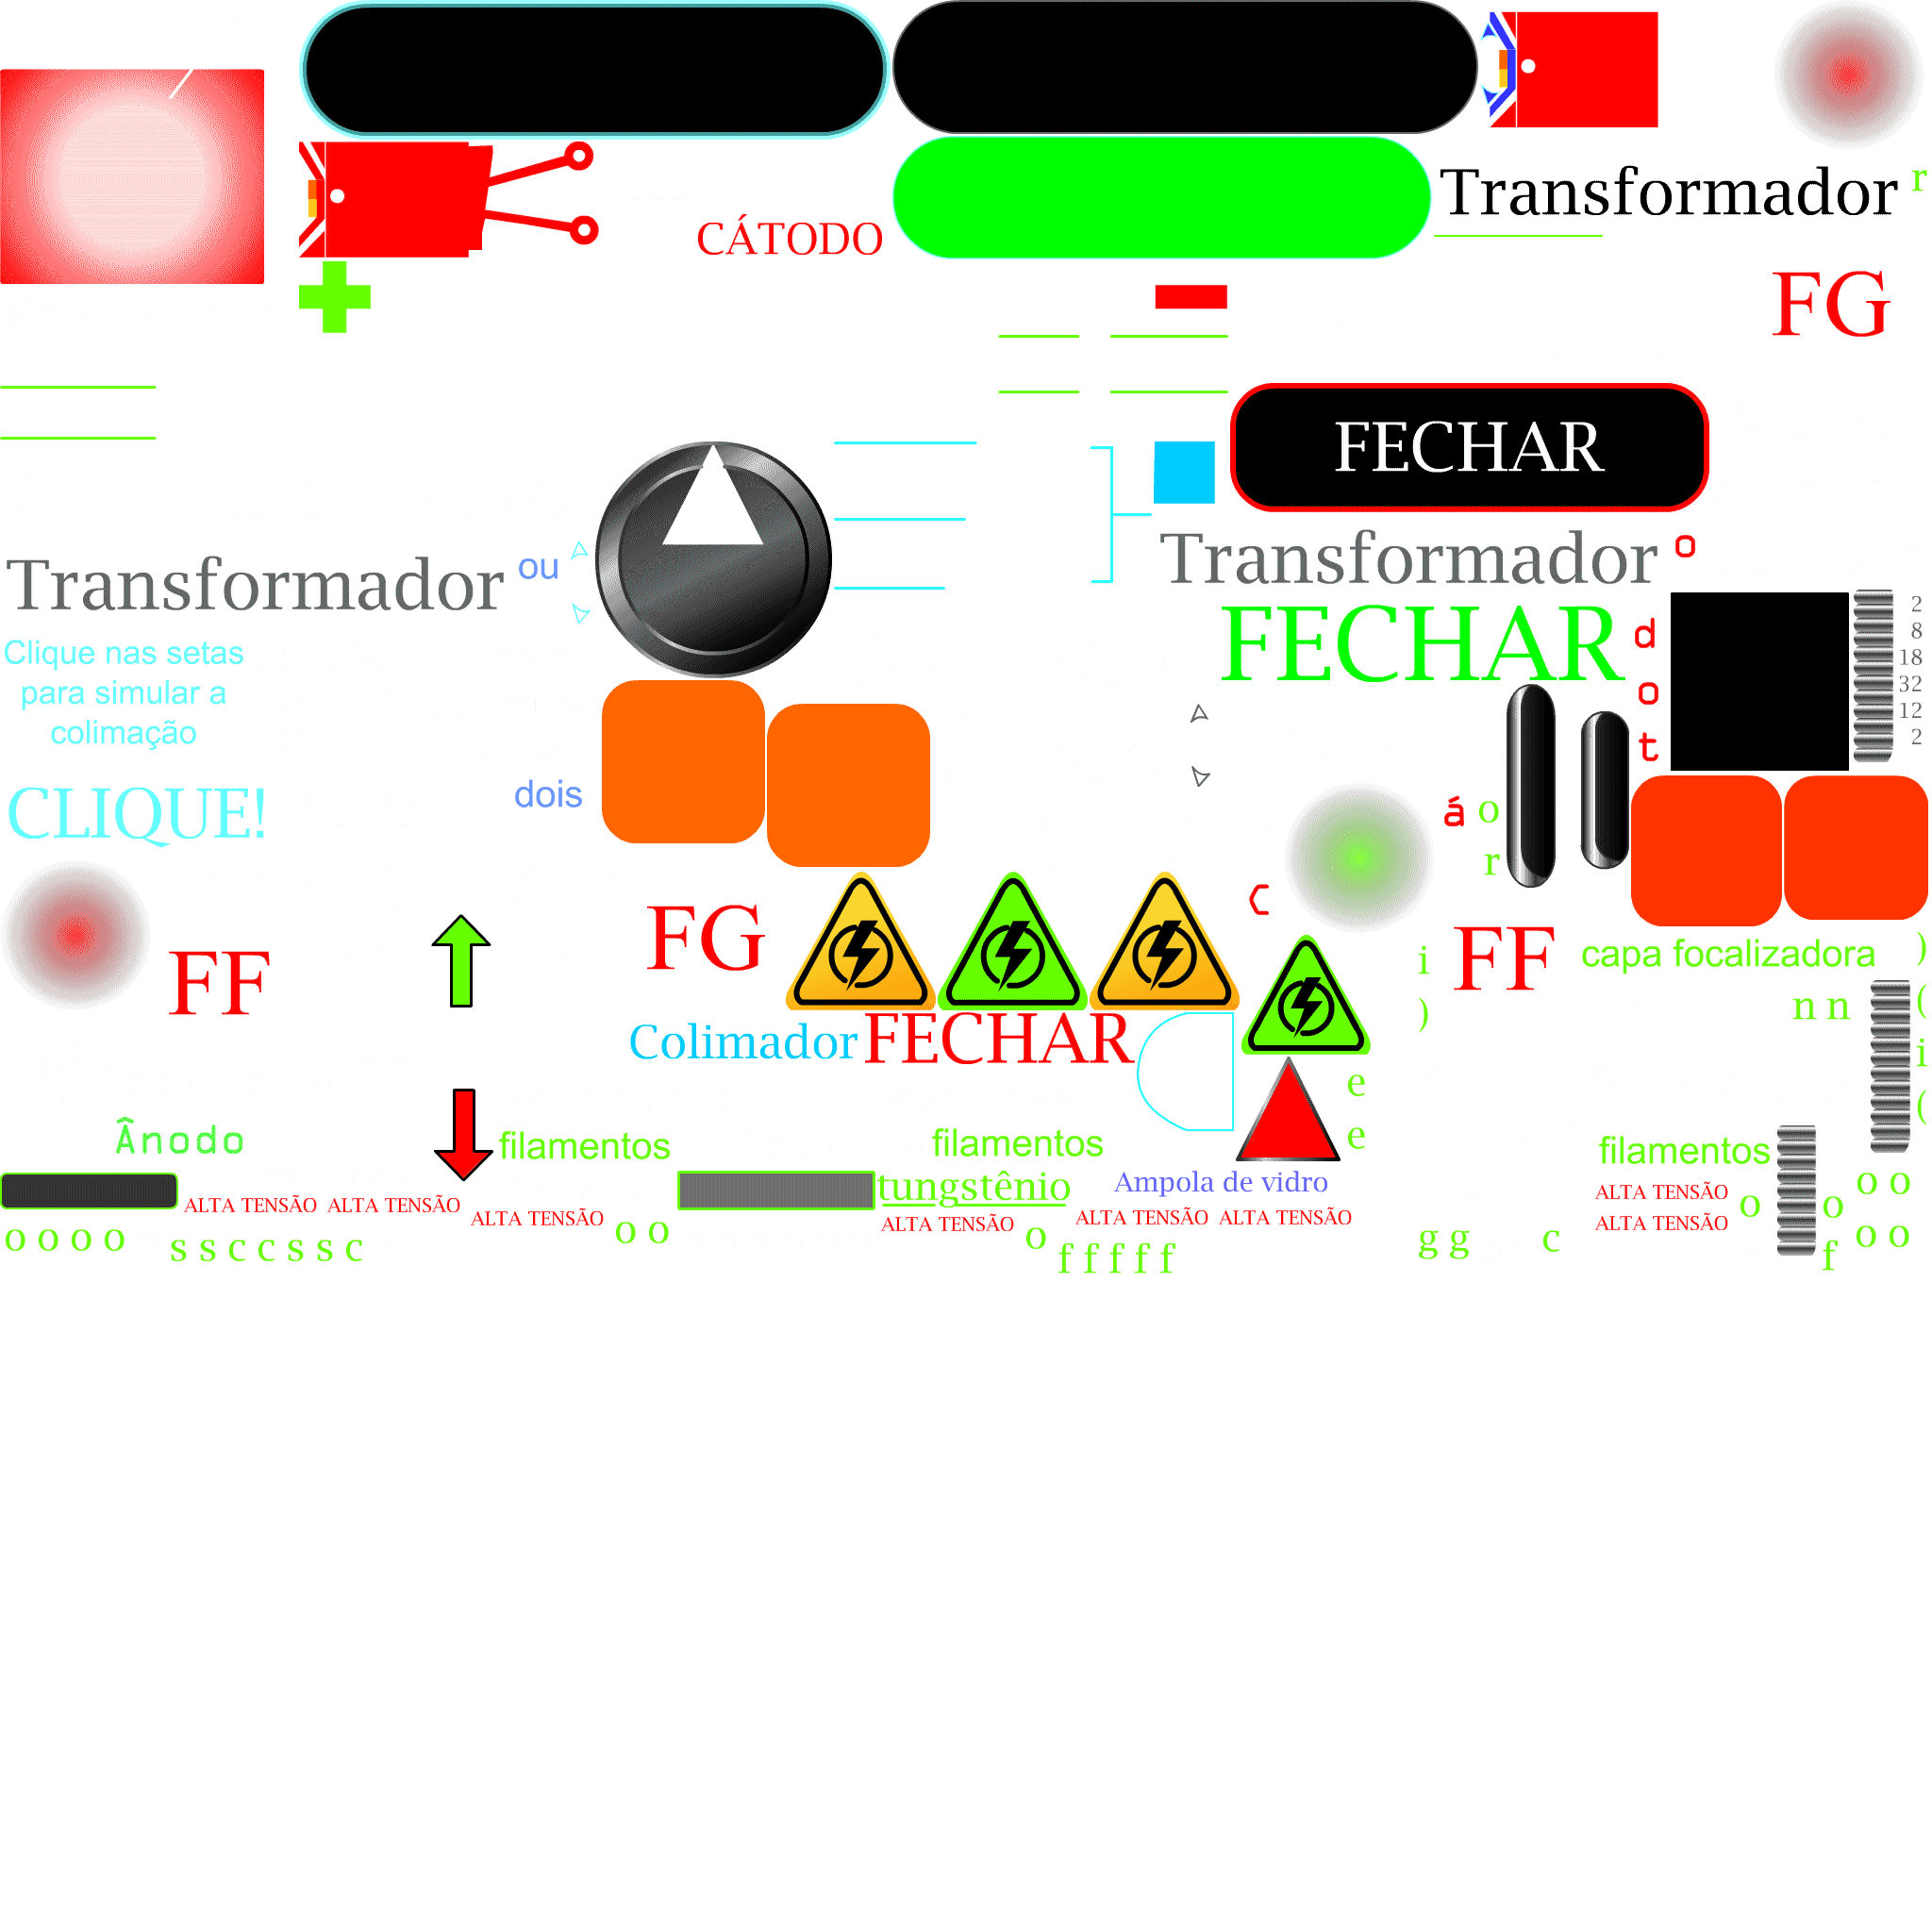 CÁTODO
Transformador
r
FG
FECHAR
Transformador
ou
Transformador
o
FECHAR
d
o
t
á
c
2
8
18
32
12
2
Clique nas setas
para simular a
colimação
CLIQUE!
dois
o
r
FF
FG
i
)
FF
capa focalizadora
)
n n
(
i
(
Colimador
FECHAR
e
e
Ânodo
filamentos
filamentos
filamentos
tungstênio
Ampola de vidro
ALTA TENSÃO
ALTA TENSÃO
ALTA TENSÃO
ALTA TENSÃO
ALTA TENSÃO
ALTA TENSÃO
ALTA TENSÃO
ALTA TENSÃO
o o o o
s s c c s s c
o o
o
f f f f f
g g
c
o
o
f
o o
o o